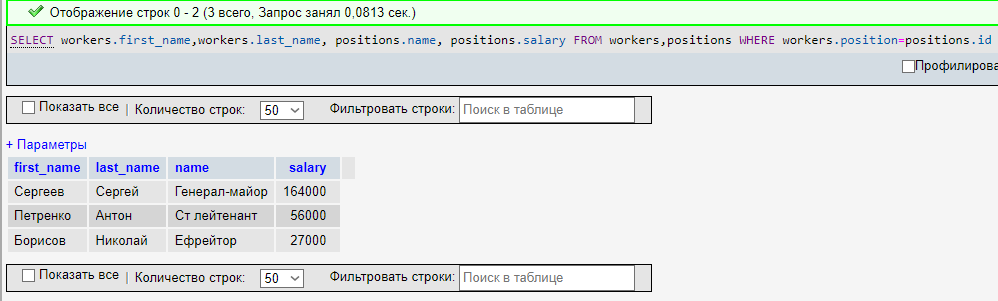 Отображение строк 0 - 2 (3 всего, Запрос занял 0,0813 сек.)
SELECT workers.first_name,workers.last_name, positions.name, positions.salary FROM workers,positions WHERE workers.position=positions.id
Профилирова
Показать все | Количество строк: 50 Фильтровать строки: Поиск в таблице
+ Параметры
first_name last_name name salary
Сергеев Сергей Генерал-майор 164000
Петренко Антон Ст лейтенант 56000
Борисов Николай Ефрейтор 27000
Показать все | Количество строк: 50 Фильтровать строки: Поиск в таблице